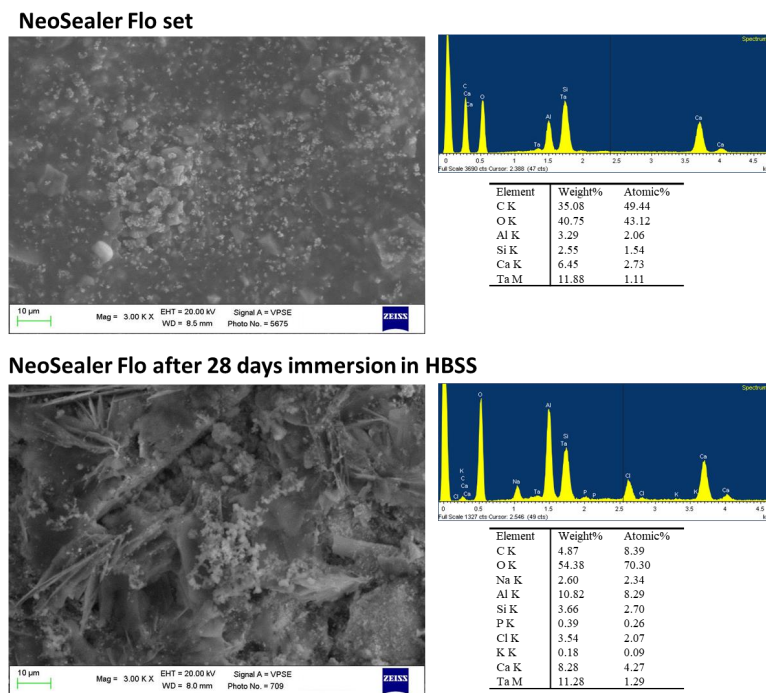 NeoSealer Flo set
Spectrum
C
Ca
Ca
O
Ta
Al
Si
Ta
Ca
Ca
0 0.5 1 1.5 2 2.5 3 3.5 4 4.5
Full Scale 3690 cts Cursor: 2.388 (47 cts) k
Element Weight% Atomic%
C K 35.08 49.44
O K 40.75 43.12
Al K 3.29 2.06
Si K 2.55 1.54
Ca K 6.45 2.73
Ta M 11.88 1.11
10 µm Mag = 3.00 K X EHT = 20.00 kV Signal A = VPSE ZEISS
WD = 8.5 mm Photo No. = 5675
NeoSealer Flo after 28 days immersion in HBSS
Spectrum
O
K
C
Ca
Cl Ca
Na
Ta
Al
Si
Ta
P P
Cl
Cl
K
K
Ca
Ca
0 0.5 1 1.5 2 2.5 3 3.5 4 4.5
Full Scale 1327 cts Cursor: 2.546 (49 cts) k
Element Weight% Atomic%
C K 4.87 8.39
O K 54.38 70.30
Na K 2.60 2.34
Al K 10.82 8.29
Si K 3.66 2.70
P K 0.39 0.26
Cl K 3.54 2.07
K K 0.18 0.09
Ca K 8.28 4.27
Ta M 11.28 1.29
10 µm Mag = 3.00 K X EHT = 20.00 kV Signal A = VPSE ZEISS
WD = 8.0 mm Photo No. = 709